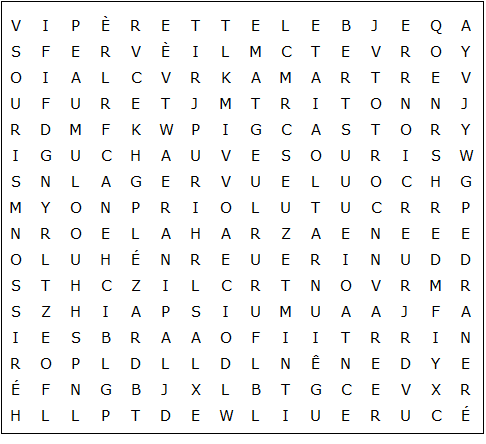 V I P È R E T T E L E B J E Q A
S F E R V È I L M C T E V R O Y
O I A L C V R K A M A R T R E V
U F U R E T J M T R I T O N N J
R D M F K W P I G C A S T O R Y
I G U C H A U V E S O U R I S W
S N L A G E R V U E L U O C H G
M Y O N P R I O L U T U C R R P
N R O E L A H A R Z A E N E E E
O L U H É N R E U E R I N U D D
S T H C Z I L C R T N O V R M R
S Z H I A P S I U M U A A J F A
I E S B R A A O F I I T R R I N
R O P L D L L D L N Ê N E D Y E
É F N G B J X L B T G C E V X R
H L L P T D E W L I U E R U C É